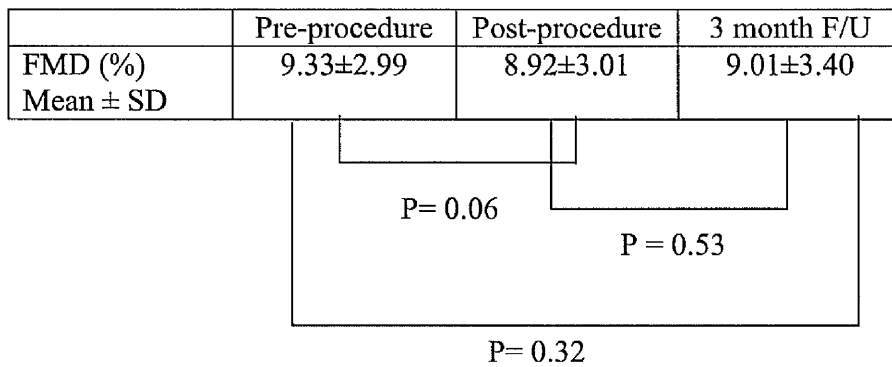 Pre-procedure Post-procedure 3 month F/U
FMD (%) 9.33±2.99 8.92±3.01 9.01±3.40
Mean ± SD
P= 0.06
P = 0.53
P= 0.32